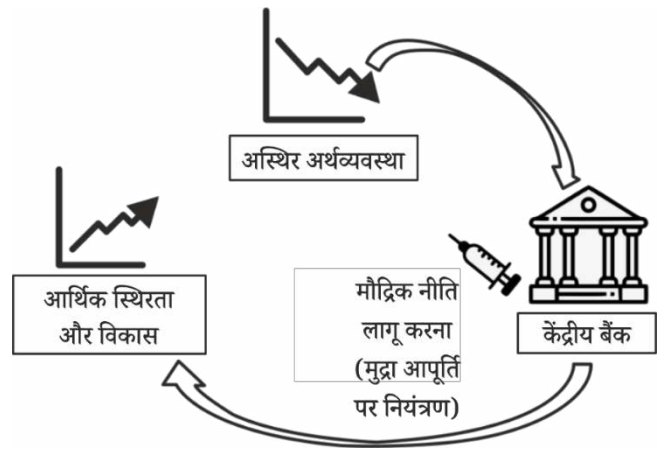 अस्थिर अर्थव्यवस्था
आर्थिक स्थिरता
और विकास
मौद्रिक नीति
लागू करना
(मुद्रा आपूर्ति
पर नियंत्रण)
केंद्रीय बैंक